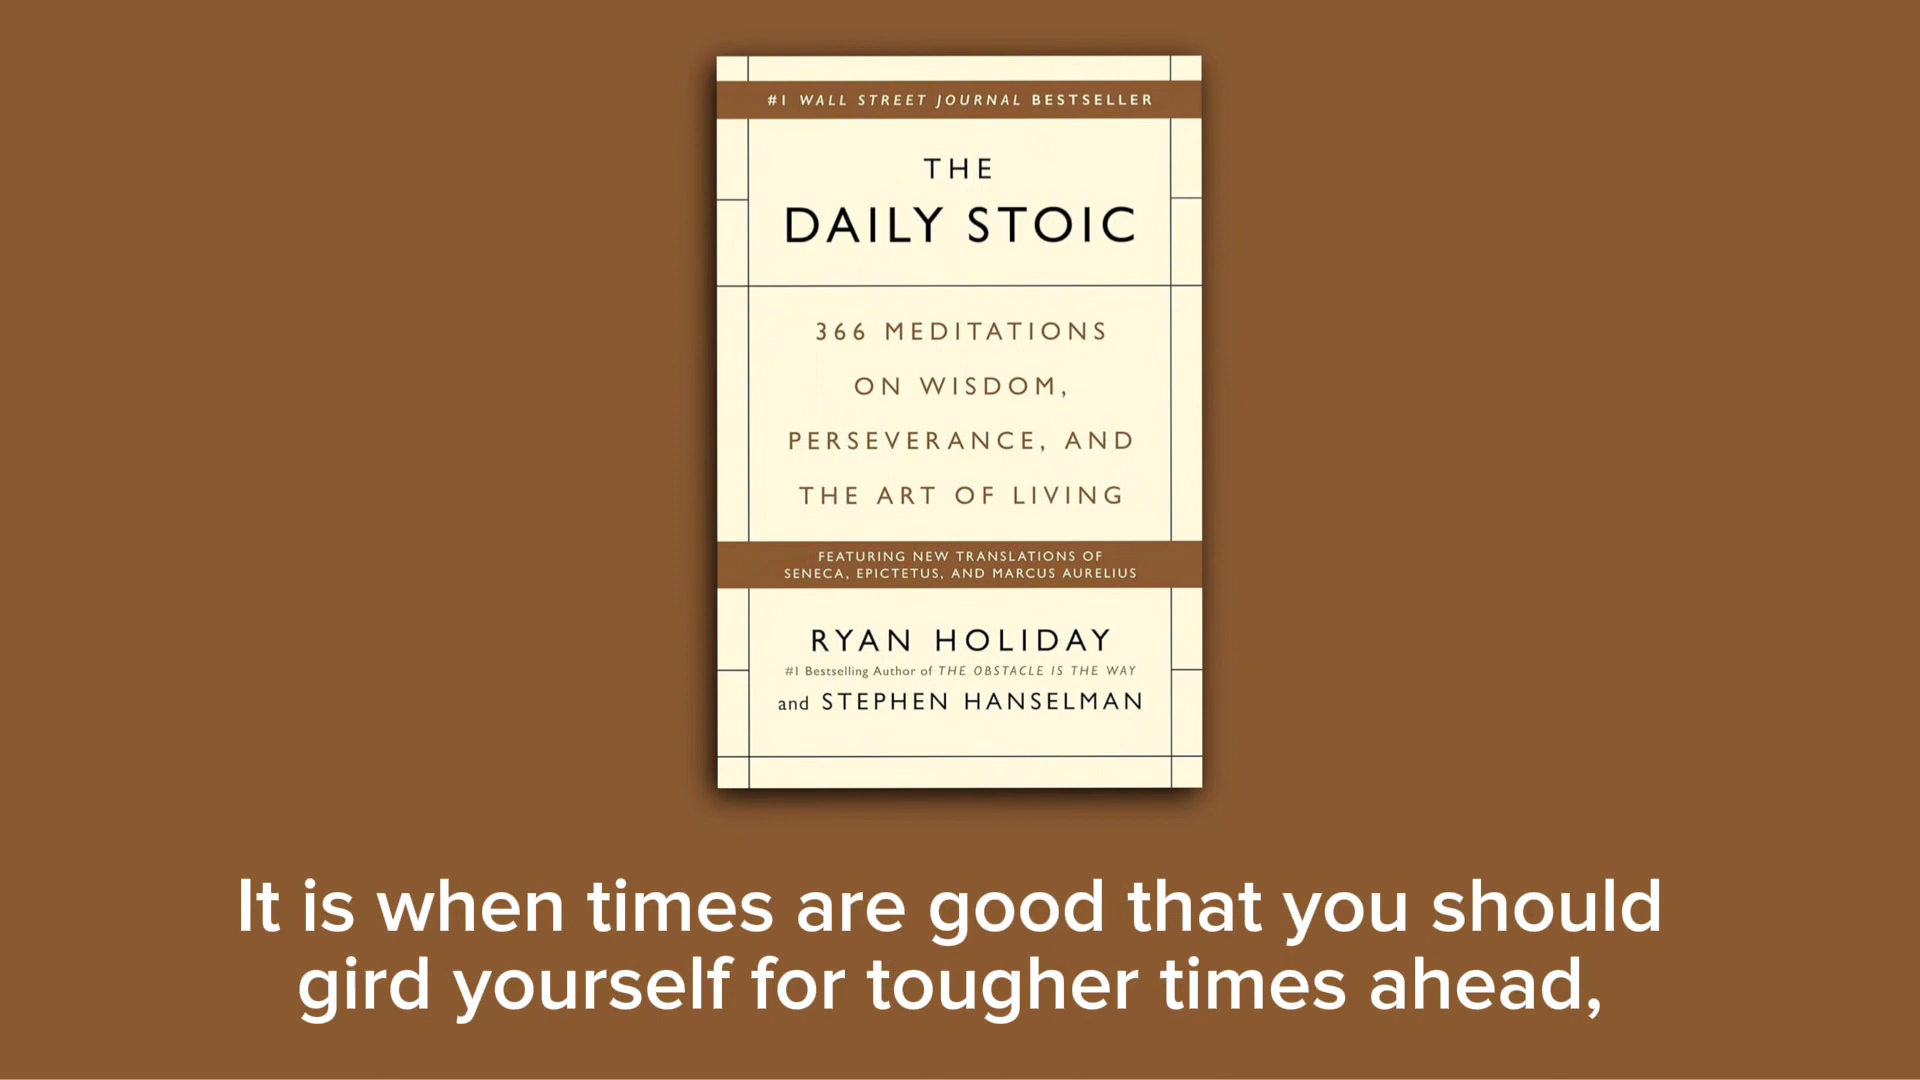 #1 WALL STREET JOURNAL BESTSELLER
THE
DAILY STOIC
366 MEDITATIONS
ON WISDOM,
PERSEVERANCE, AND
THE ART OF LIVING
FEATURING NEW TRANSLATIONS OF
SENECA, EPICTETUS, AND MARCUS AURELIUS
RYAN HOLIDAY
#1 Bestselling Author of THE OBSTACLE IS THE WAY
and STEPHEN HANSELMAN
It is when times are good that you should
gird yourself for tougher times ahead,